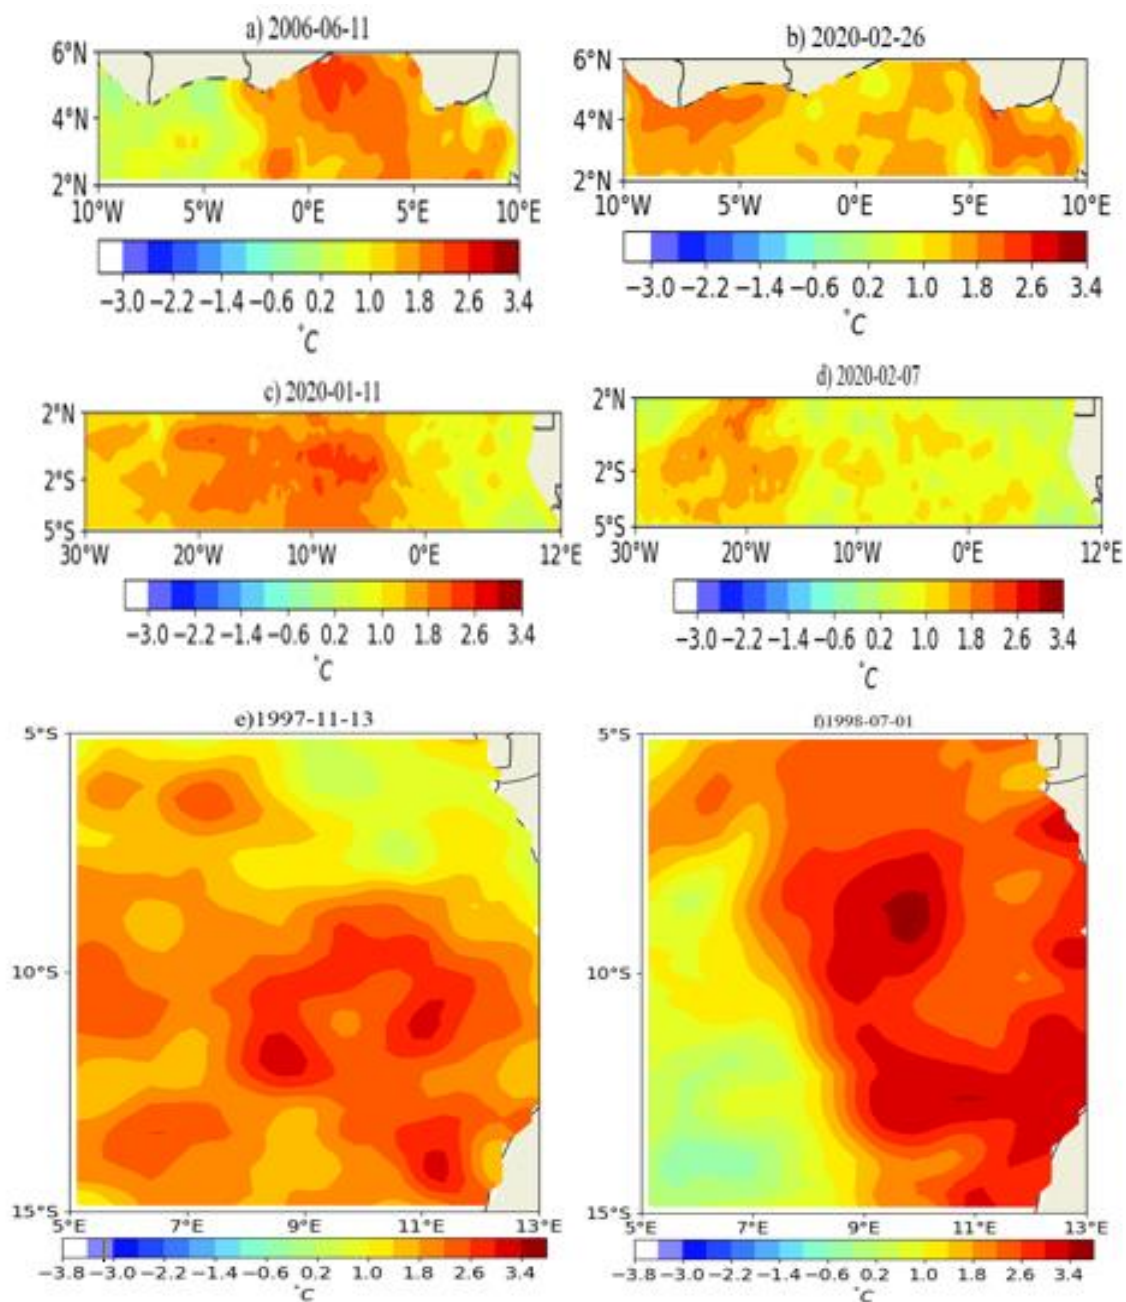 a) 2006-06-11
6°N
4°N
2°N
10°W 5°W 0°E 5°E 10°E
−3.0 −2.2 −1.4 −0.6 0.2 1.0 1.8 2.6 3.4
°C
b) 2020-02-26
6°N
4°N
2°N
10°W 5°W 0°E 5°E 10°E
−3.0 −2.2 −1.4 −0.6 0.2 1.0 1.8 2.6 3.4
°C
c) 2020-01-11
2°N
2°S
5°S
30°W 20°W 10°W 0°E 12°E
−3.0 −2.2 −1.4 −0.6 0.2 1.0 1.8 2.6 3.4
°C
d) 2020-02-07
2°N
2°S
5°S
30°W 20°W 10°W 0°E 12°E
−3.0 −2.2 −1.4 −0.6 0.2 1.0 1.8 2.6 3.4
°C
e)1997-11-13
5°S
10°S
15°S
5°E 7°E 9°E 11°E 13°E
−3.8 −3.0 −2.2 −1.4 −0.6 0.2 1.0 1.8 2.6 3.4
°C
f)1998-07-01
5°S
10°S
15°S
5°E 7°E 9°E 11°E 13°E
−3.8 −3.0 −2.2 −1.4 −0.6 0.2 1.0 1.8 2.6 3.4
°C